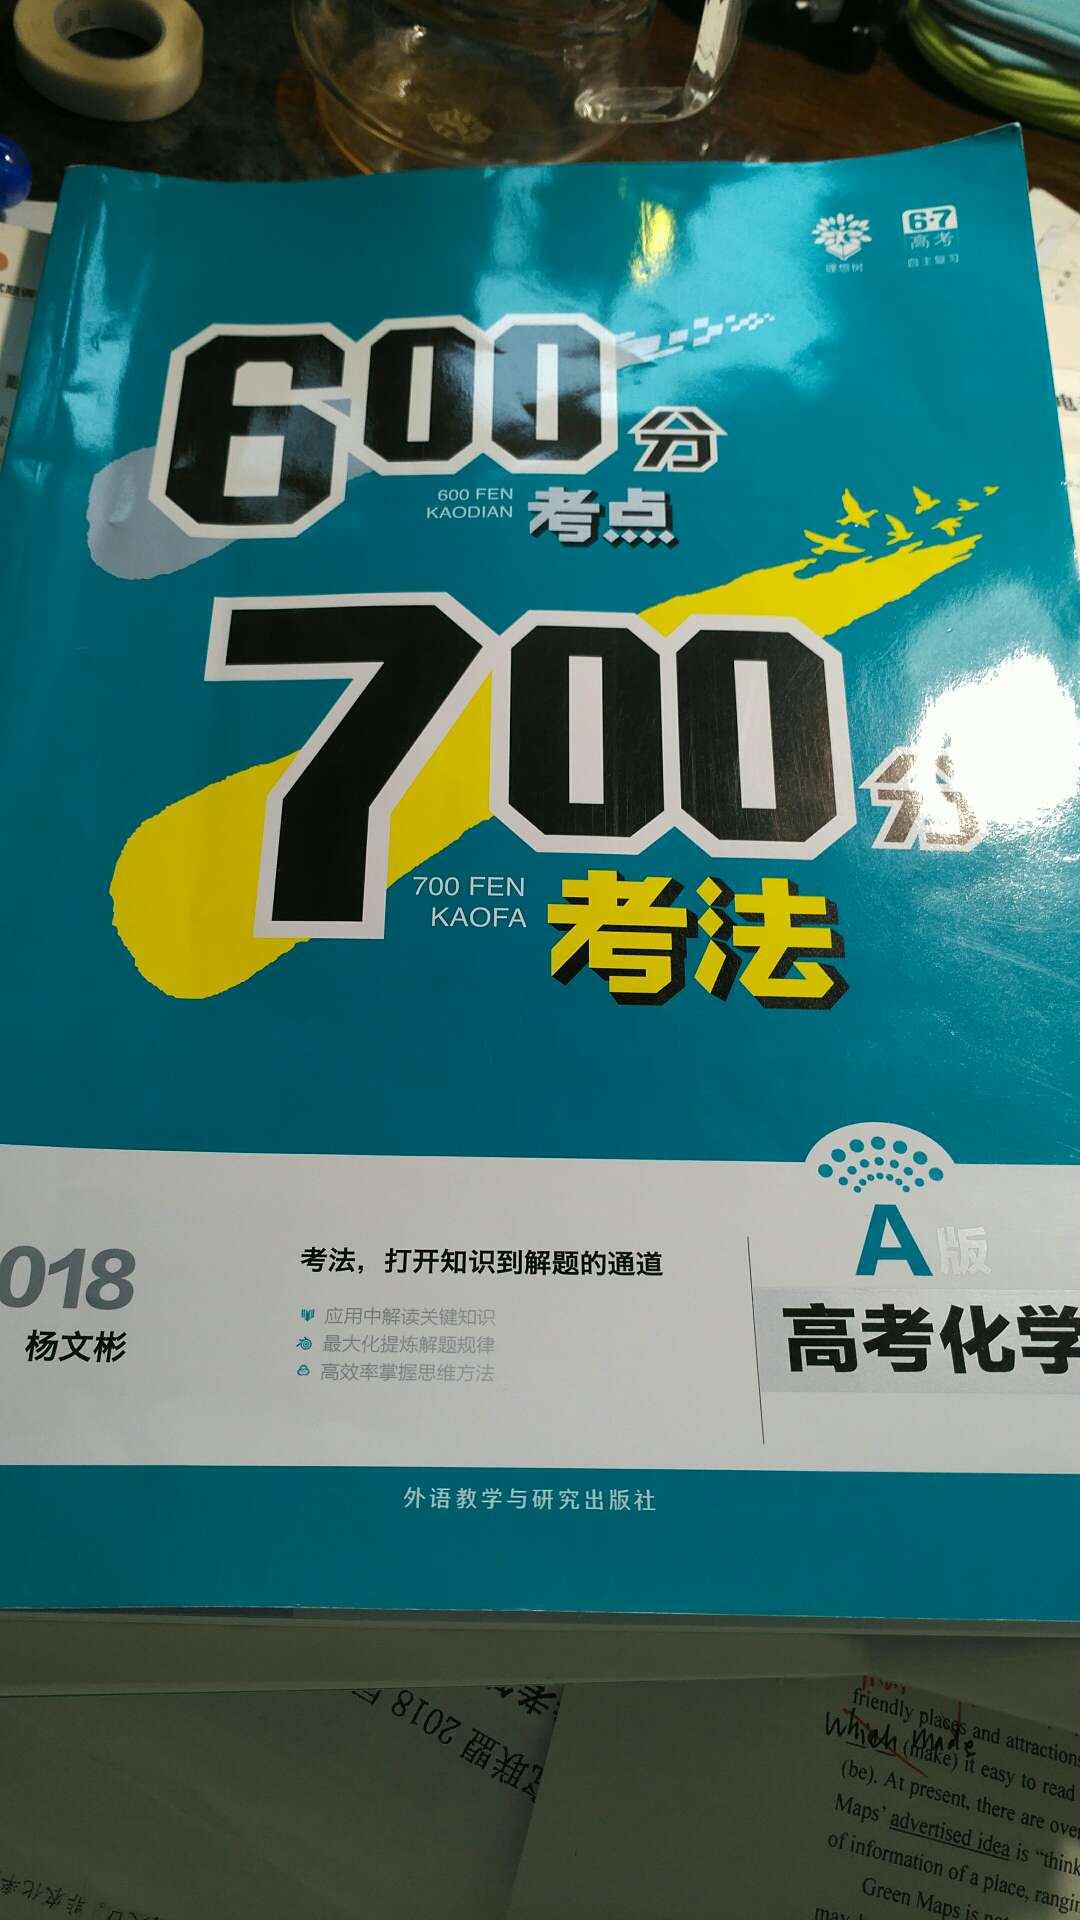 67
高考
理想树
自主复习
600分
600 FEN
KAODIAN
考点
700分
700 FEN
KAOFA
考法
A版
018
杨文彬
考法，打开知识到解题的通道
应用中解读关键知识
最大化提炼解题规律
高效率掌握思维方法
高考化学
外语教学与研究出版社
联盟 2018
friendly places and attractions
which made
(make) it easy to read
(be). At present, there are over
Maps' advertised idea is "think
of information of a place, ranging
Green Maps is
may